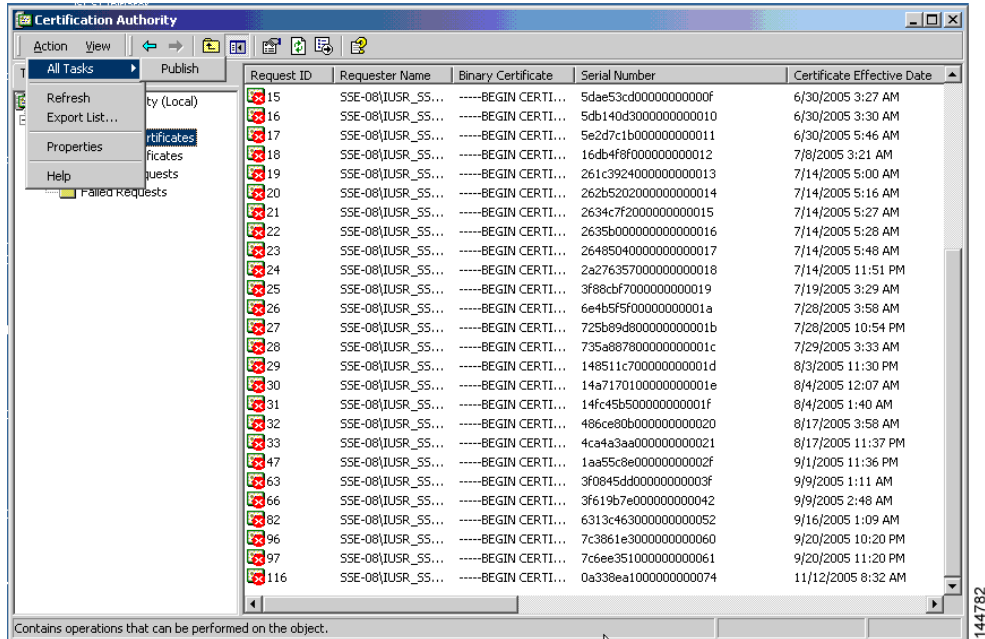 Certification Authority
Action View
All Tasks Publish
Refresh
Export List...
Properties
Help
ty (Local)
rtificates
ficates
quests
Failed Requests
Request ID Requester Name Binary Certificate Serial Number Certificate Effective Date
15 SSE-08\IUSR_SS... -----BEGIN CERTI... 5dae53cd00000000000f 6/30/2005 3:27 AM
16 SSE-08\IUSR_SS... -----BEGIN CERTI... 5db140d3000000000010 6/30/2005 3:30 AM
17 SSE-08\IUSR_SS... -----BEGIN CERTI... 5e2d7c1b000000000011 6/30/2005 5:46 AM
18 SSE-08\IUSR_SS... -----BEGIN CERTI... 16db4f8f000000000012 7/8/2005 3:21 AM
19 SSE-08\IUSR_SS... -----BEGIN CERTI... 261c3924000000000013 7/14/2005 5:00 AM
20 SSE-08\IUSR_SS... -----BEGIN CERTI... 262b5202000000000014 7/14/2005 5:16 AM
21 SSE-08\IUSR_SS... -----BEGIN CERTI... 2634c7f2000000000015 7/14/2005 5:27 AM
22 SSE-08\IUSR_SS... -----BEGIN CERTI... 2635b000000000000016 7/14/2005 5:28 AM
23 SSE-08\IUSR_SS... -----BEGIN CERTI... 26485040000000000017 7/14/2005 5:48 AM
24 SSE-08\IUSR_SS... -----BEGIN CERTI... 2a276357000000000018 7/14/2005 11:51 PM
25 SSE-08\IUSR_SS... -----BEGIN CERTI... 3f88cbf7000000000019 7/19/2005 3:29 AM
26 SSE-08\IUSR_SS... -----BEGIN CERTI... 6e4b5f5f00000000001a 7/28/2005 3:58 AM
27 SSE-08\IUSR_SS... -----BEGIN CERTI... 725b89d800000000001b 7/28/2005 10:54 PM
28 SSE-08\IUSR_SS... -----BEGIN CERTI... 735a887800000000001c 7/29/2005 3:33 AM
29 SSE-08\IUSR_SS... -----BEGIN CERTI... 148511c700000000001d 8/3/2005 11:30 PM
30 SSE-08\IUSR_SS... -----BEGIN CERTI... 14a7170100000000001e 8/4/2005 12:07 AM
31 SSE-08\IUSR_SS... -----BEGIN CERTI... 14fc45b500000000001f 8/4/2005 1:40 AM
32 SSE-08\IUSR_SS... -----BEGIN CERTI... 486ce80b000000000020 8/17/2005 3:58 AM
33 SSE-08\IUSR_SS... -----BEGIN CERTI... 4ca4a3aa000000000021 8/17/2005 11:37 PM
47 SSE-08\IUSR_SS... -----BEGIN CERTI... 1aa55c8e00000000002f 9/1/2005 11:36 PM
63 SSE-08\IUSR_SS... -----BEGIN CERTI... 3f0845dd00000000003f 9/9/2005 1:11 AM
66 SSE-08\IUSR_SS... -----BEGIN CERTI... 3f619b7e000000000042 9/9/2005 2:48 AM
82 SSE-08\IUSR_SS... -----BEGIN CERTI... 6313c463000000000052 9/16/2005 1:09 AM
96 SSE-08\IUSR_SS... -----BEGIN CERTI... 7c3861e3000000000060 9/20/2005 10:20 PM
97 SSE-08\IUSR_SS... -----BEGIN CERTI... 7c6ee351000000000061 9/20/2005 11:20 PM
116 SSE-08\IUSR_SS... -----BEGIN CERTI... 0a338ea1000000000074 11/12/2005 8:32 AM
Contains operations that can be performed on the object.
144782